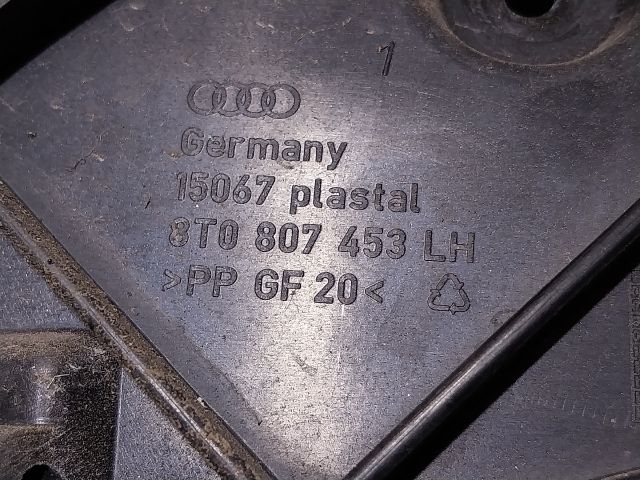 1
Germany
15067 plastal
8T0 807 453 LH
>PP GF 20<